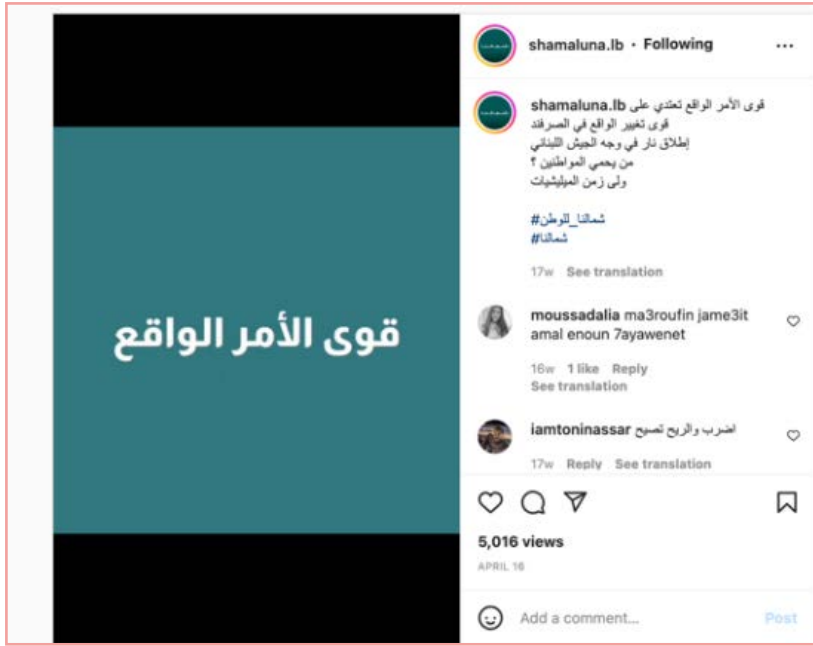 قوى الأمر الواقع
shamaluna.lb • Following
shamaluna.lb قوى الأمر الواقع تعتدي على
قوى تغيير الواقع في الصرفند
إطلاق نار في وجه الجيش اللبناني
من يحمي المواطنين ؟
ولى زمن الميليشيات
#شمالنا_للوطن
#شمالنا
17w See translation
moussadalia ma3roufin jame3it
amal enoun 7ayawenet
16w 1 like Reply
See translation
iamtoninassar اضرب والريح تصيح
17w Reply See translation
5,016 views
APRIL 16
Add a comment...
Post